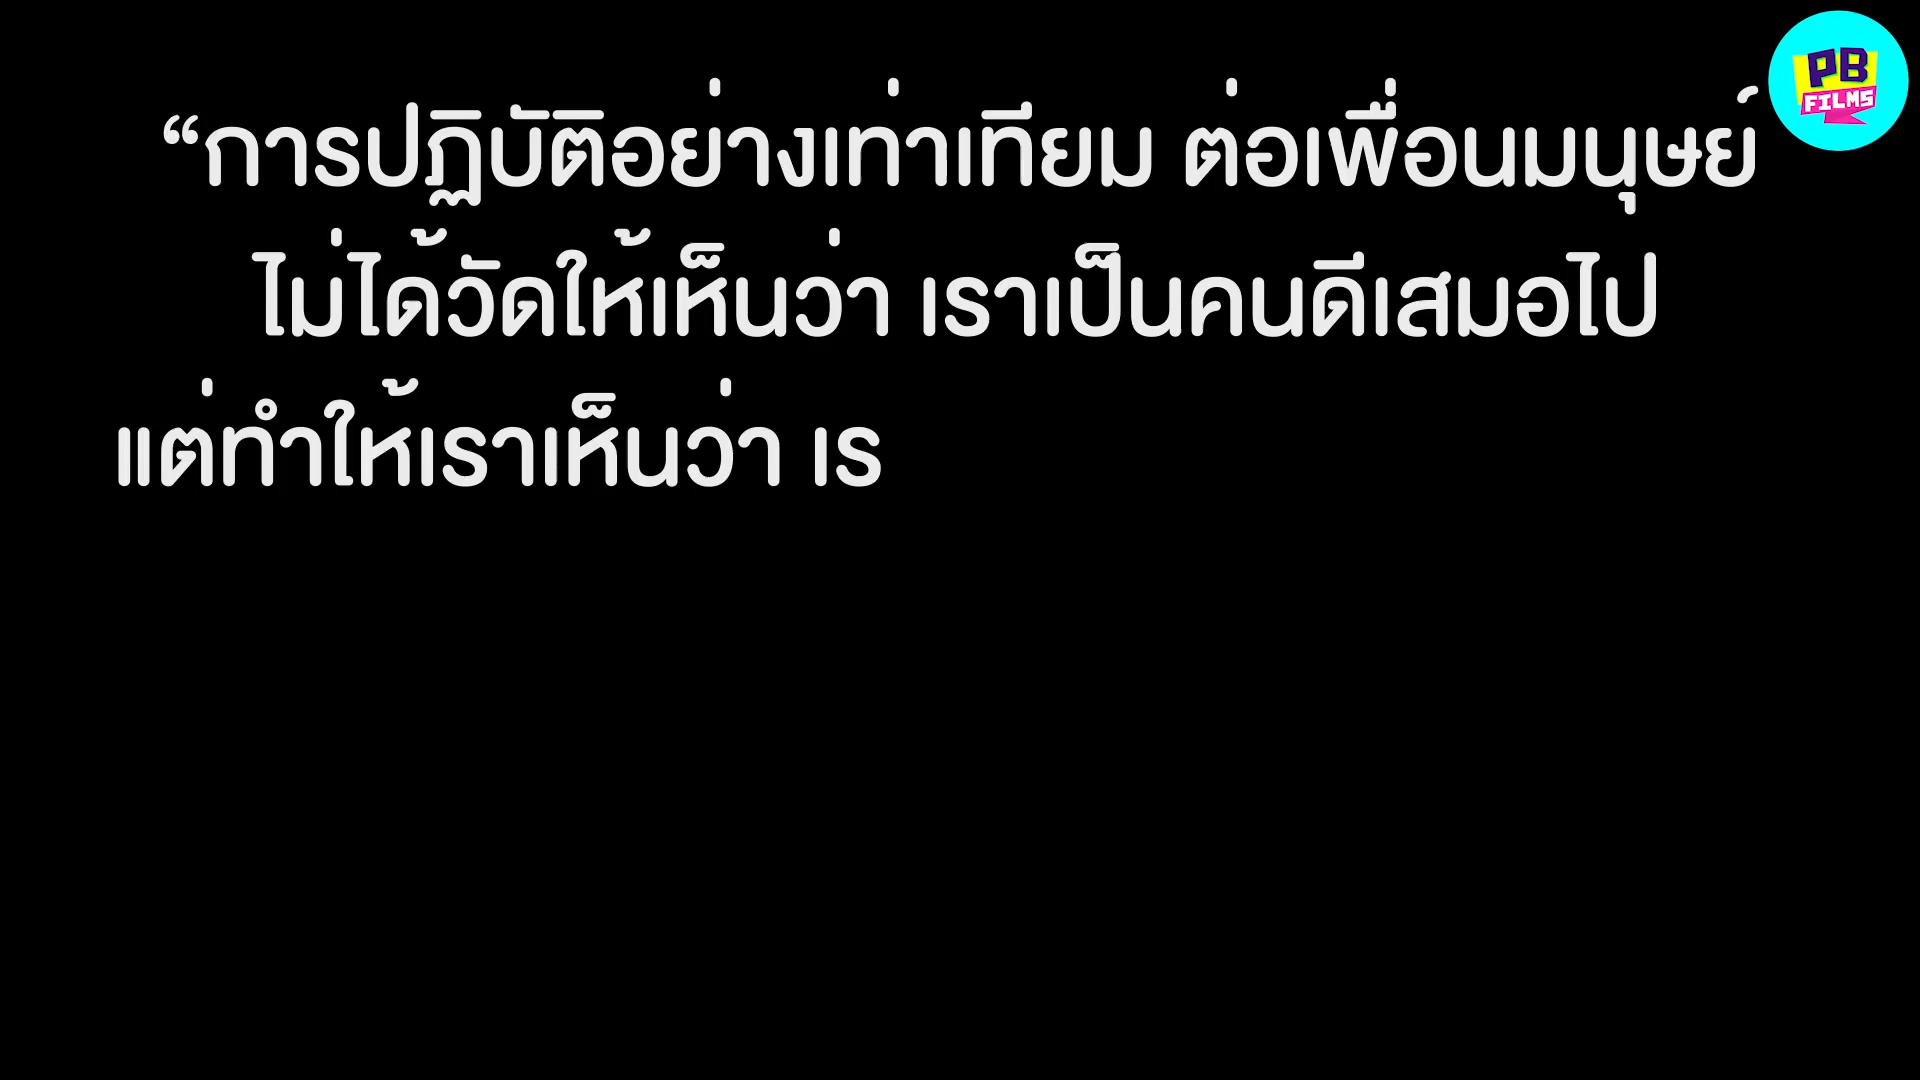 PB
FILMS
“การปฏิบัติอย่างเท่าเทียม ต่อเพื่อนมนุษย์
ไม่ได้วัดให้เห็นว่า เราเป็นคนดีเสมอไป
แต่ทำให้เราเห็นว่า เร